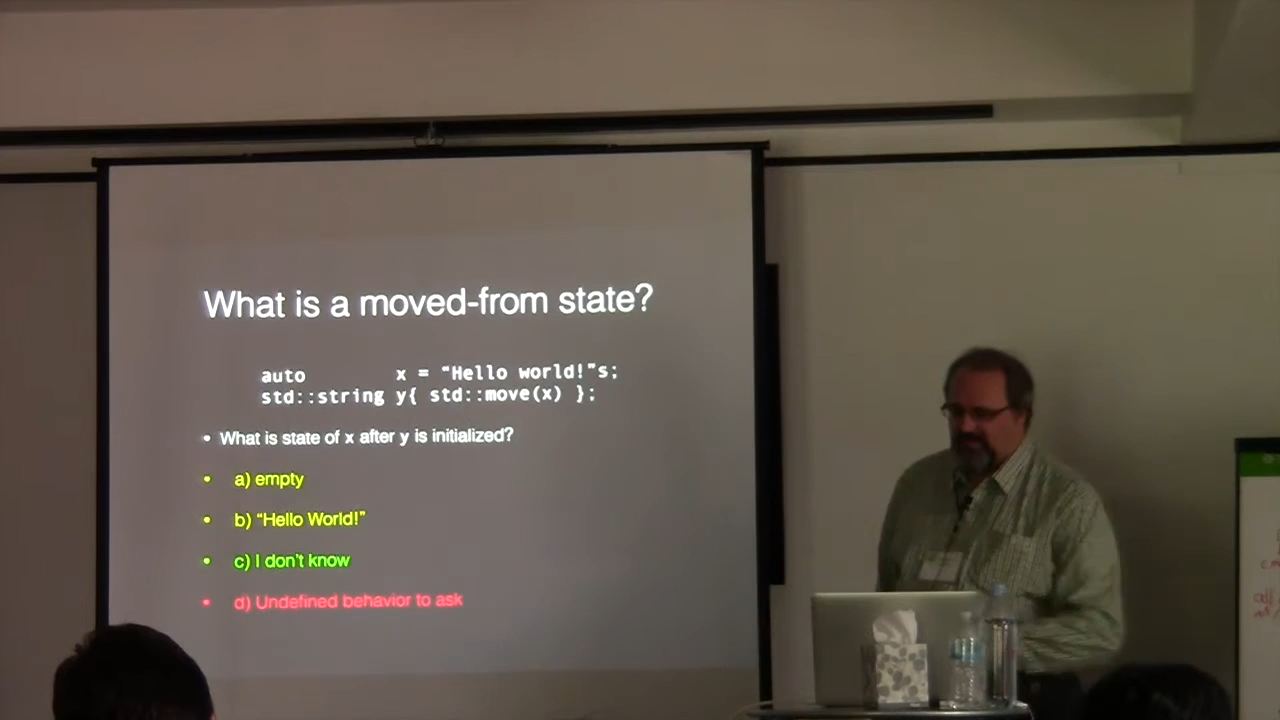 What is a moved-from state?
auto x = "Hello world!"s;
std::string y{ std::move(x) };
• What is state of x after y is initialized?
• a) empty
• b) “Hello World!”
• c) I don't know
• d) Undefined behavior to ask